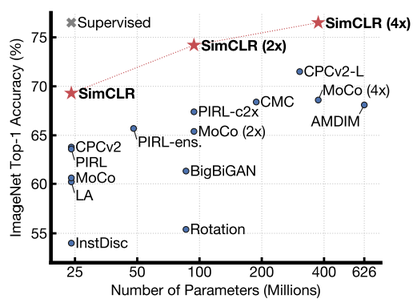 Supervised
SimCLR (4x)
75
SimCLR (2x)
CPCv2-L
70
SimCLR
CMC
MoCo (4x)
PIRL-c2x
AMDIM
65
PIRL-ens.
MoCo (2x)
CPCv2
PIRL
BigBiGAN
60
MoCo
LA
55
Rotation
InstDisc
25 50 100 200 400 626
Number of Parameters (Millions)
ImageNet Top-1 Accuracy (%)